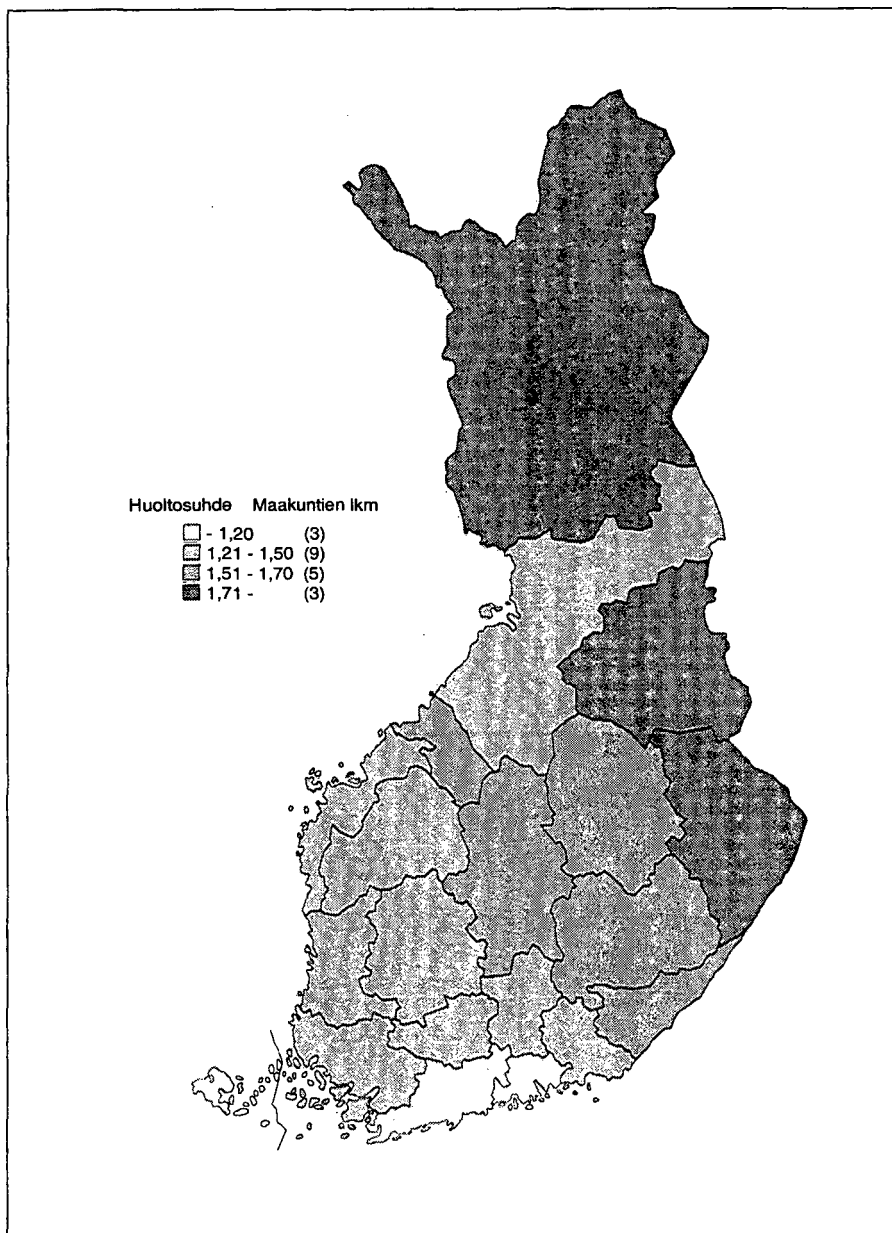 Huoltosuhde Maakuntien lkm
- 1,20 (3)
1,21 - 1,50 (9)
1,51 - 1,70 (5)
1,71 - (3)